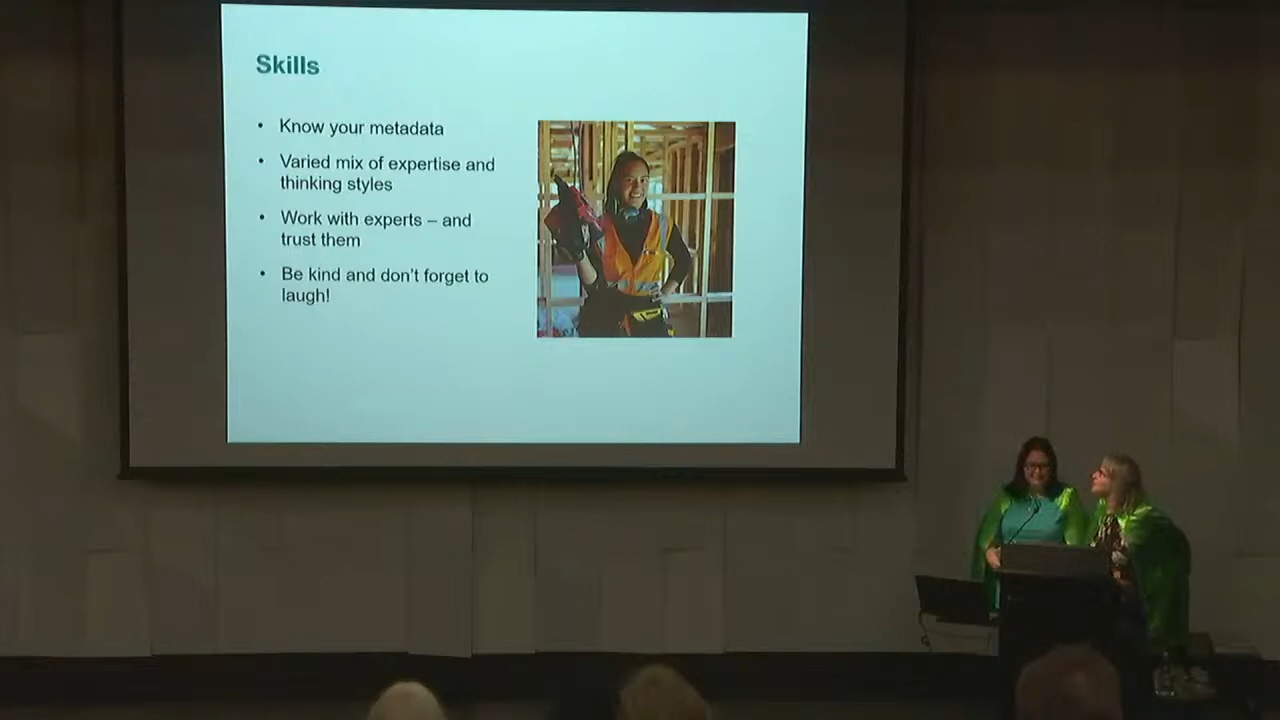 Skills
• Know your metadata
• Varied mix of expertise and
thinking styles
• Work with experts – and
trust them
• Be kind and don't forget to
laugh!